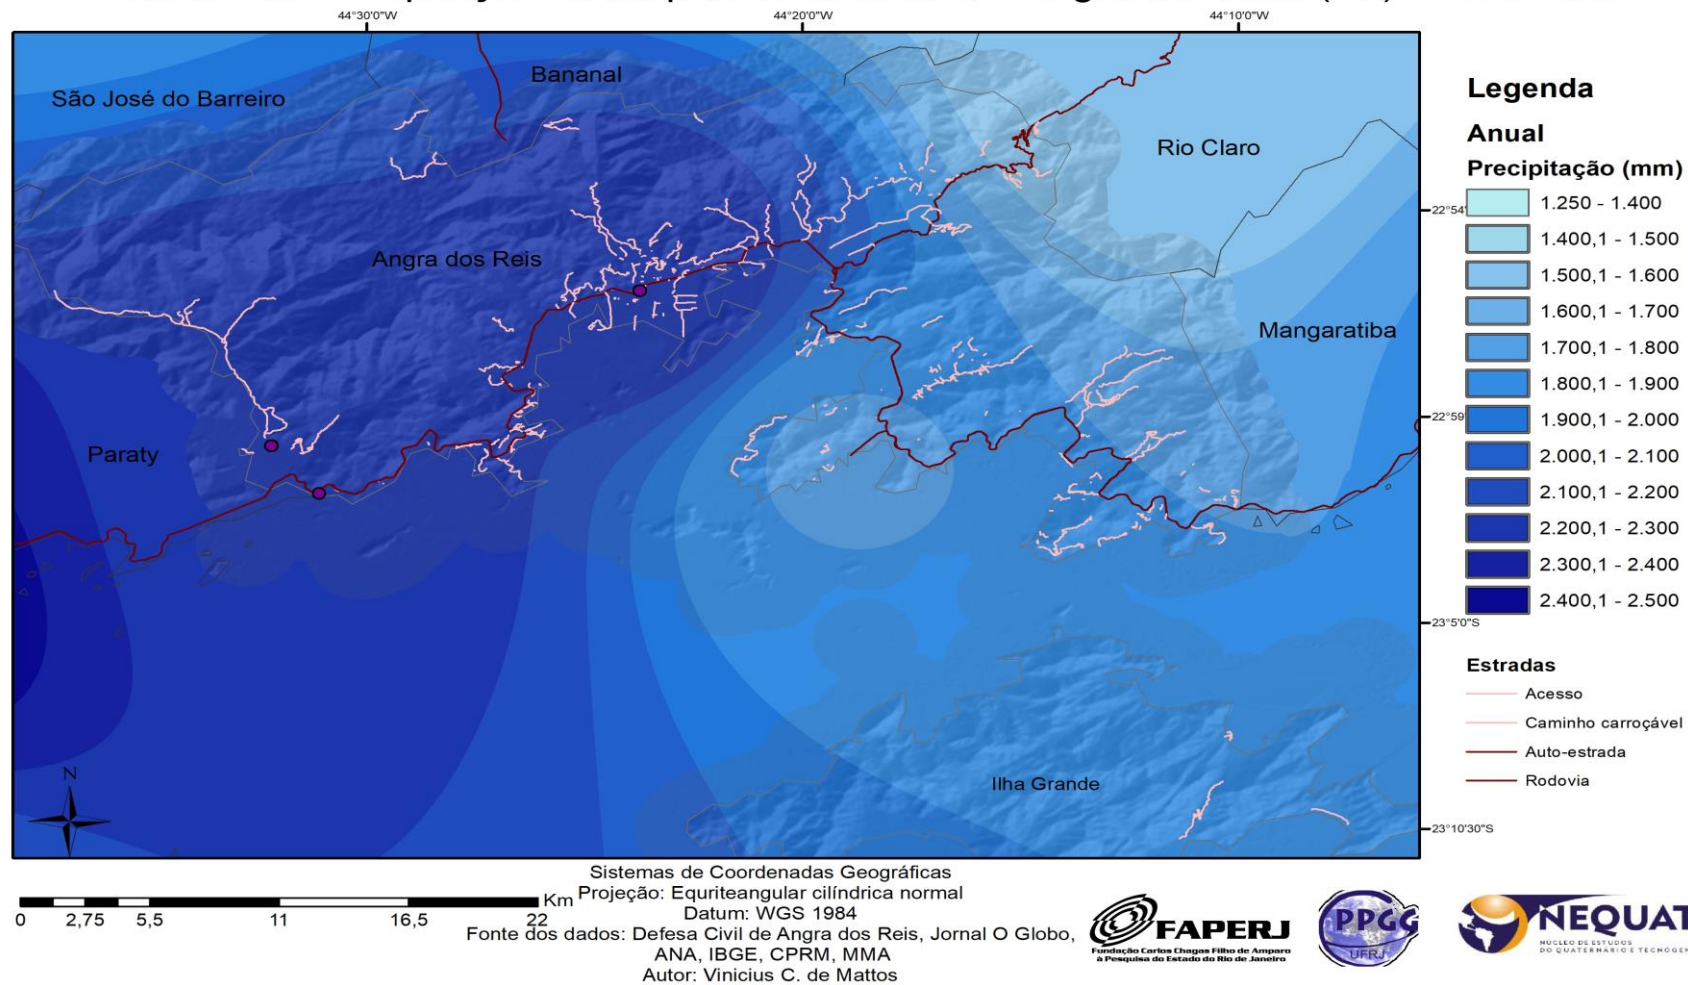 44°30'0"W 44°20'0"W 44°10'0"W
São José do Barreiro
Bananal
Rio Claro
Angra dos Reis
Mangaratiba
Paraty
Ilha Grande
N
22°54'
22°59'
23°5'0"S
23°10'30"S
Legenda
Anual
Precipitação (mm)
1.250 - 1.400
1.400,1 - 1.500
1.500,1 - 1.600
1.600,1 - 1.700
1.700,1 - 1.800
1.800,1 - 1.900
1.900,1 - 2.000
2.000,1 - 2.100
2.100,1 - 2.200
2.200,1 - 2.300
2.300,1 - 2.400
2.400,1 - 2.500
Estradas
Acesso
Caminho carroçável
Auto-estrada
Rodovia
0 2,75 5,5 11 16,5 22 Km
Sistemas de Coordenadas Geográficas
Projeção: Equriteangular cilíndrica normal
Datum: WGS 1984
Fonte dos dados: Defesa Civil de Angra dos Reis, Jornal O Globo,
ANA, IBGE, CPRM, MMA
Autor: Vinicius C. de Mattos
FAPERJ
Fundação Carlos Chagas Filho de Amparo
à Pesquisa do Estado do Rio de Janeiro
PPGG
UFRJ
NEQUAT
NÚCLEO DE ESTUDOS
DO QUATERNÁRIO E TECNÓGEN